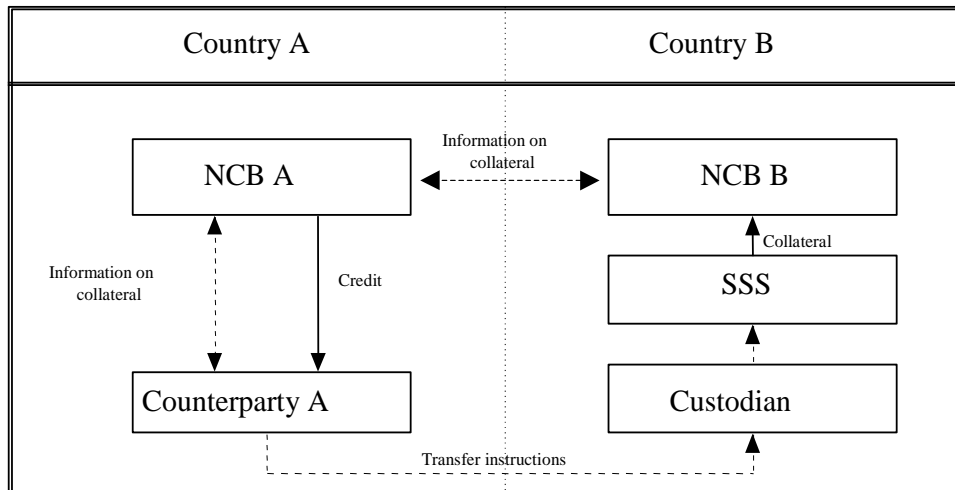 Country A
Country B
Information on
collateral
NCB A
NCB B
Collateral
Information on
collateral
Credit
SSS
Counterparty A
Custodian
Transfer instructions